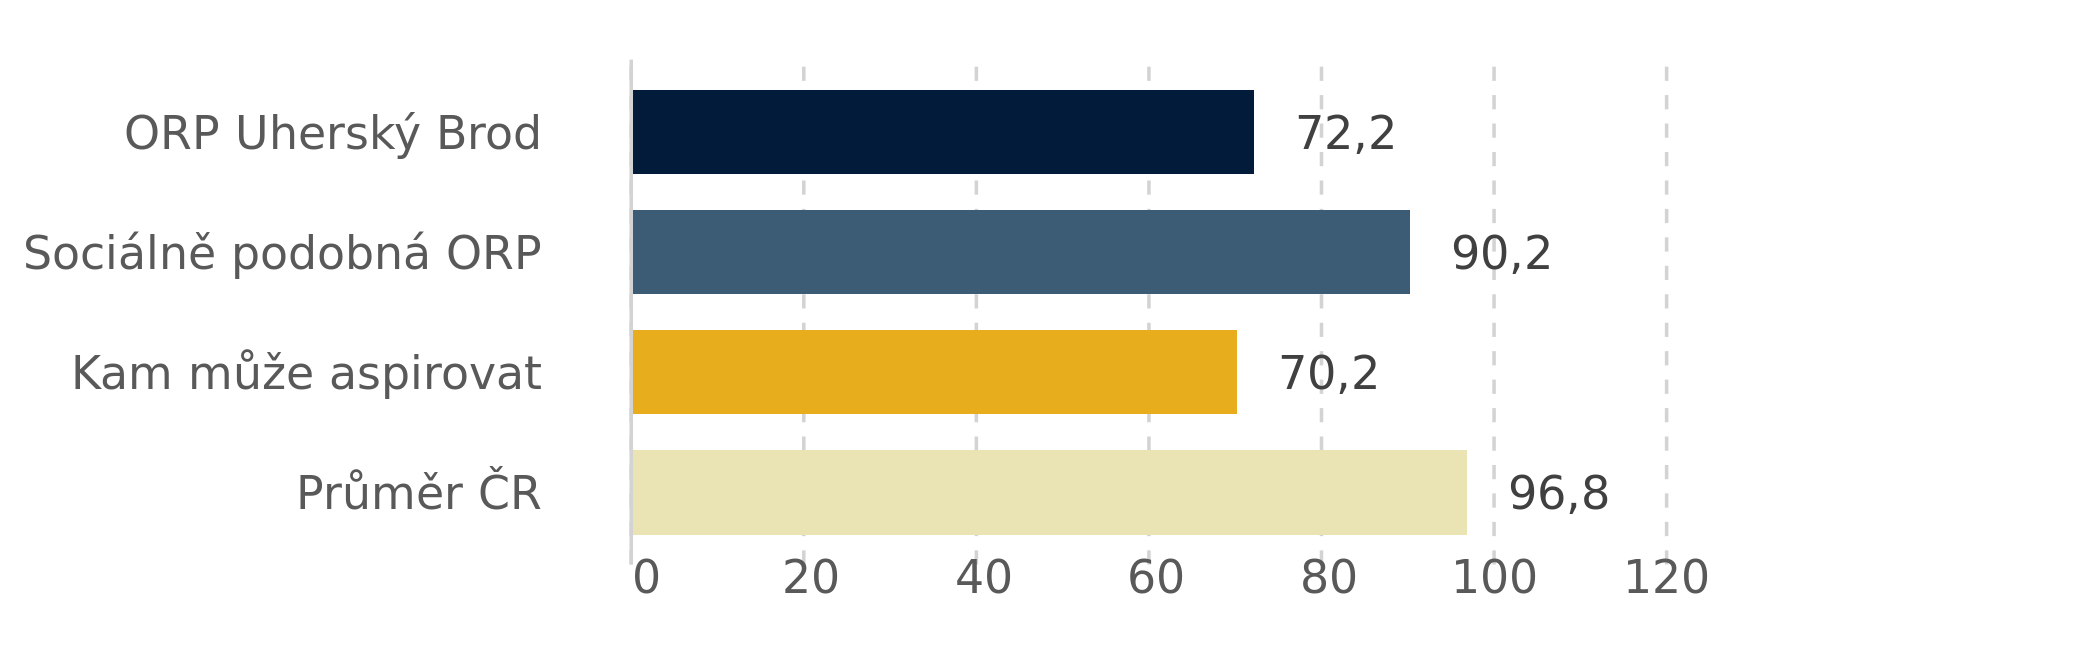 ORP Uherský Brod 72,2
Sociálně podobná ORP 90,2
Kam může aspirovat 70,2
Průměr ČR 96,8
0 20 40 60 80 100 120